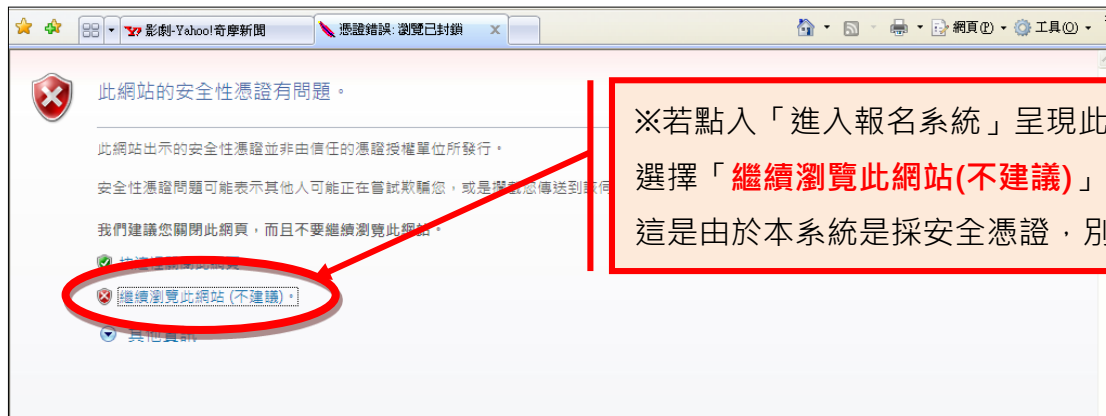 影劇-Yahoo!奇摩新聞
憑證錯誤: 瀏覽已封鎖
網頁(P)
工具(O)
此網站的安全性憑證有問題。
此網站出示的安全性憑證並非由信任的憑證授權單位所發行。
安全性憑證問題可能表示其他人可能正在嘗試欺騙您，或是攔截您傳送到該伺
我們建議您關閉此網頁，而且不要繼續瀏覽此網站。
繼續瀏覽此網站 (不建議)。
其他資訊
※若點入「進入報名系統」呈現此
選擇「繼續瀏覽此網站(不建議)」
這是由於本系統是採安全憑證，別